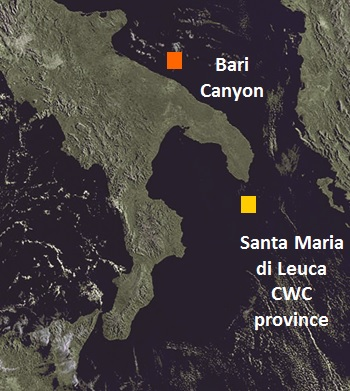 Bari
Canyon
Santa Maria
di Leuca
CWC
province